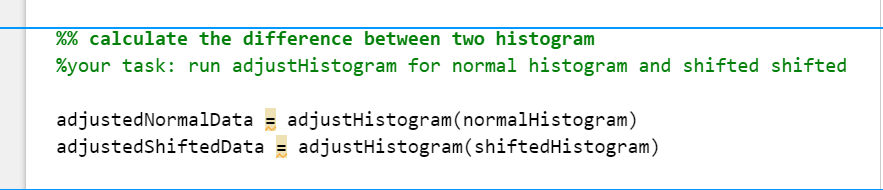 %% calculate the difference between two histogram
%your task: run adjustHistogram for normal histogram and shifted shifted
adjustedNormalData = adjustHistogram(normalHistogram)
adjustedShiftedData = adjustHistogram(shiftedHistogram)